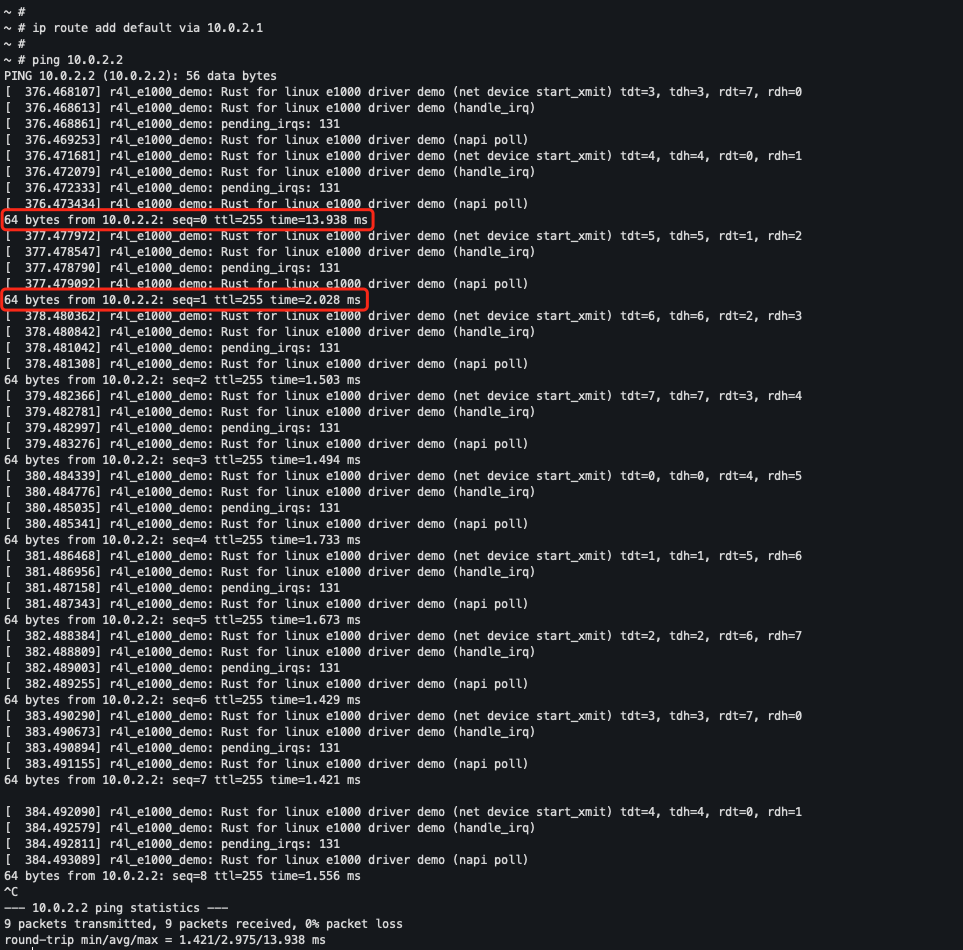 ~ #
~ # ip route add default via 10.0.2.1
~ #
~ # ping 10.0.2.2
PING 10.0.2.2 (10.0.2.2): 56 data bytes
[  376.468107] r4l_e1000_demo: Rust for linux e1000 driver demo (net device start_xmit) tdt=3, tdh=3, rdt=7, rdh=0
[  376.468613] r4l_e1000_demo: Rust for linux e1000 driver demo (handle_irq)
[  376.468861] r4l_e1000_demo: pending_irqs: 131
[  376.469253] r4l_e1000_demo: Rust for linux e1000 driver demo (napi poll)
[  376.471681] r4l_e1000_demo: Rust for linux e1000 driver demo (net device start_xmit) tdt=4, tdh=4, rdt=0, rdh=1
[  376.472079] r4l_e1000_demo: Rust for linux e1000 driver demo (handle_irq)
[  376.472333] r4l_e1000_demo: pending_irqs: 131
[  376.473434] r4l_e1000_demo: Rust for linux e1000 driver demo (napi poll)
64 bytes from 10.0.2.2: seq=0 ttl=255 time=13.938 ms
[  377.477972] r4l_e1000_demo: Rust for linux e1000 driver demo (net device start_xmit) tdt=5, tdh=5, rdt=1, rdh=2
[  377.478547] r4l_e1000_demo: Rust for linux e1000 driver demo (handle_irq)
[  377.478790] r4l_e1000_demo: pending_irqs: 131
[  377.479092] r4l_e1000_demo: Rust for linux e1000 driver demo (napi poll)
64 bytes from 10.0.2.2: seq=1 ttl=255 time=2.028 ms
[  378.480362] r4l_e1000_demo: Rust for linux e1000 driver demo (net device start_xmit) tdt=6, tdh=6, rdt=2, rdh=3
[  378.480842] r4l_e1000_demo: Rust for linux e1000 driver demo (handle_irq)
[  378.481042] r4l_e1000_demo: pending_irqs: 131
[  378.481308] r4l_e1000_demo: Rust for linux e1000 driver demo (napi poll)
64 bytes from 10.0.2.2: seq=2 ttl=255 time=1.503 ms
[  379.482366] r4l_e1000_demo: Rust for linux e1000 driver demo (net device start_xmit) tdt=7, tdh=7, rdt=3, rdh=4
[  379.482781] r4l_e1000_demo: Rust for linux e1000 driver demo (handle_irq)
[  379.482997] r4l_e1000_demo: pending_irqs: 131
[  379.483276] r4l_e1000_demo: Rust for linux e1000 driver demo (napi poll)
64 bytes from 10.0.2.2: seq=3 ttl=255 time=1.494 ms
[  380.484339] r4l_e1000_demo: Rust for linux e1000 driver demo (net device start_xmit) tdt=0, tdh=0, rdt=4, rdh=5
[  380.484776] r4l_e1000_demo: Rust for linux e1000 driver demo (handle_irq)
[  380.485035] r4l_e1000_demo: pending_irqs: 131
[  380.485341] r4l_e1000_demo: Rust for linux e1000 driver demo (napi poll)
64 bytes from 10.0.2.2: seq=4 ttl=255 time=1.733 ms
[  381.486468] r4l_e1000_demo: Rust for linux e1000 driver demo (net device start_xmit) tdt=1, tdh=1, rdt=5, rdh=6
[  381.486956] r4l_e1000_demo: Rust for linux e1000 driver demo (handle_irq)
[  381.487158] r4l_e1000_demo: pending_irqs: 131
[  381.487343] r4l_e1000_demo: Rust for linux e1000 driver demo (napi poll)
64 bytes from 10.0.2.2: seq=5 ttl=255 time=1.673 ms
[  382.488384] r4l_e1000_demo: Rust for linux e1000 driver demo (net device start_xmit) tdt=2, tdh=2, rdt=6, rdh=7
[  382.488809] r4l_e1000_demo: Rust for linux e1000 driver demo (handle_irq)
[  382.489003] r4l_e1000_demo: pending_irqs: 131
[  382.489255] r4l_e1000_demo: Rust for linux e1000 driver demo (napi poll)
64 bytes from 10.0.2.2: seq=6 ttl=255 time=1.429 ms
[  383.490290] r4l_e1000_demo: Rust for linux e1000 driver demo (net device start_xmit) tdt=3, tdh=3, rdt=7, rdh=0
[  383.490673] r4l_e1000_demo: Rust for linux e1000 driver demo (handle_irq)
[  383.490894] r4l_e1000_demo: pending_irqs: 131
[  383.491155] r4l_e1000_demo: Rust for linux e1000 driver demo (napi poll)
64 bytes from 10.0.2.2: seq=7 ttl=255 time=1.421 ms
[  384.492090] r4l_e1000_demo: Rust for linux e1000 driver demo (net device start_xmit) tdt=4, tdh=4, rdt=0, rdh=1
[  384.492579] r4l_e1000_demo: Rust for linux e1000 driver demo (handle_irq)
[  384.492811] r4l_e1000_demo: pending_irqs: 131
[  384.493089] r4l_e1000_demo: Rust for linux e1000 driver demo (napi poll)
64 bytes from 10.0.2.2: seq=8 ttl=255 time=1.556 ms
^C
--- 10.0.2.2 ping statistics ---
9 packets transmitted, 9 packets received, 0% packet loss
round-trip min/avg/max = 1.421/2.975/13.938 ms